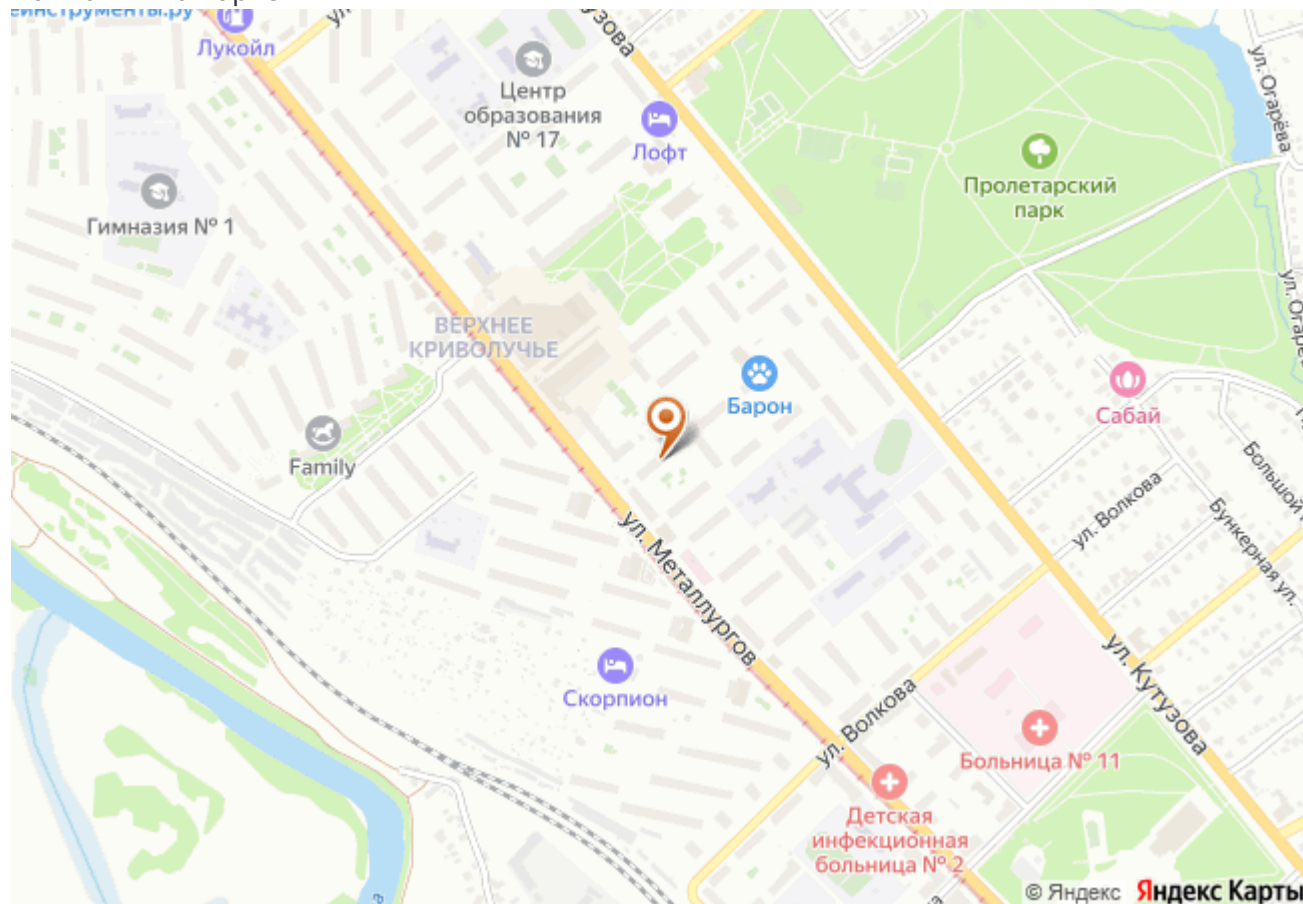 еинструменты.ру
Лукойл
Центр
образования
№ 17
Лофт
Пролетарский
парк
ул. Огарёва
Гимназия № 1
ВЕРХНЕЕ
КРИВОЛУЧЬЕ
Барон
Сабай
Family
ул. Волкова
Большой
Бункерная ул.
ул. Металлургов
Скорпион
ул. Волкова
ул. Кутузова
Больница № 11
Детская
инфекционная
больница № 2
© Яндекс Яндекс Карты